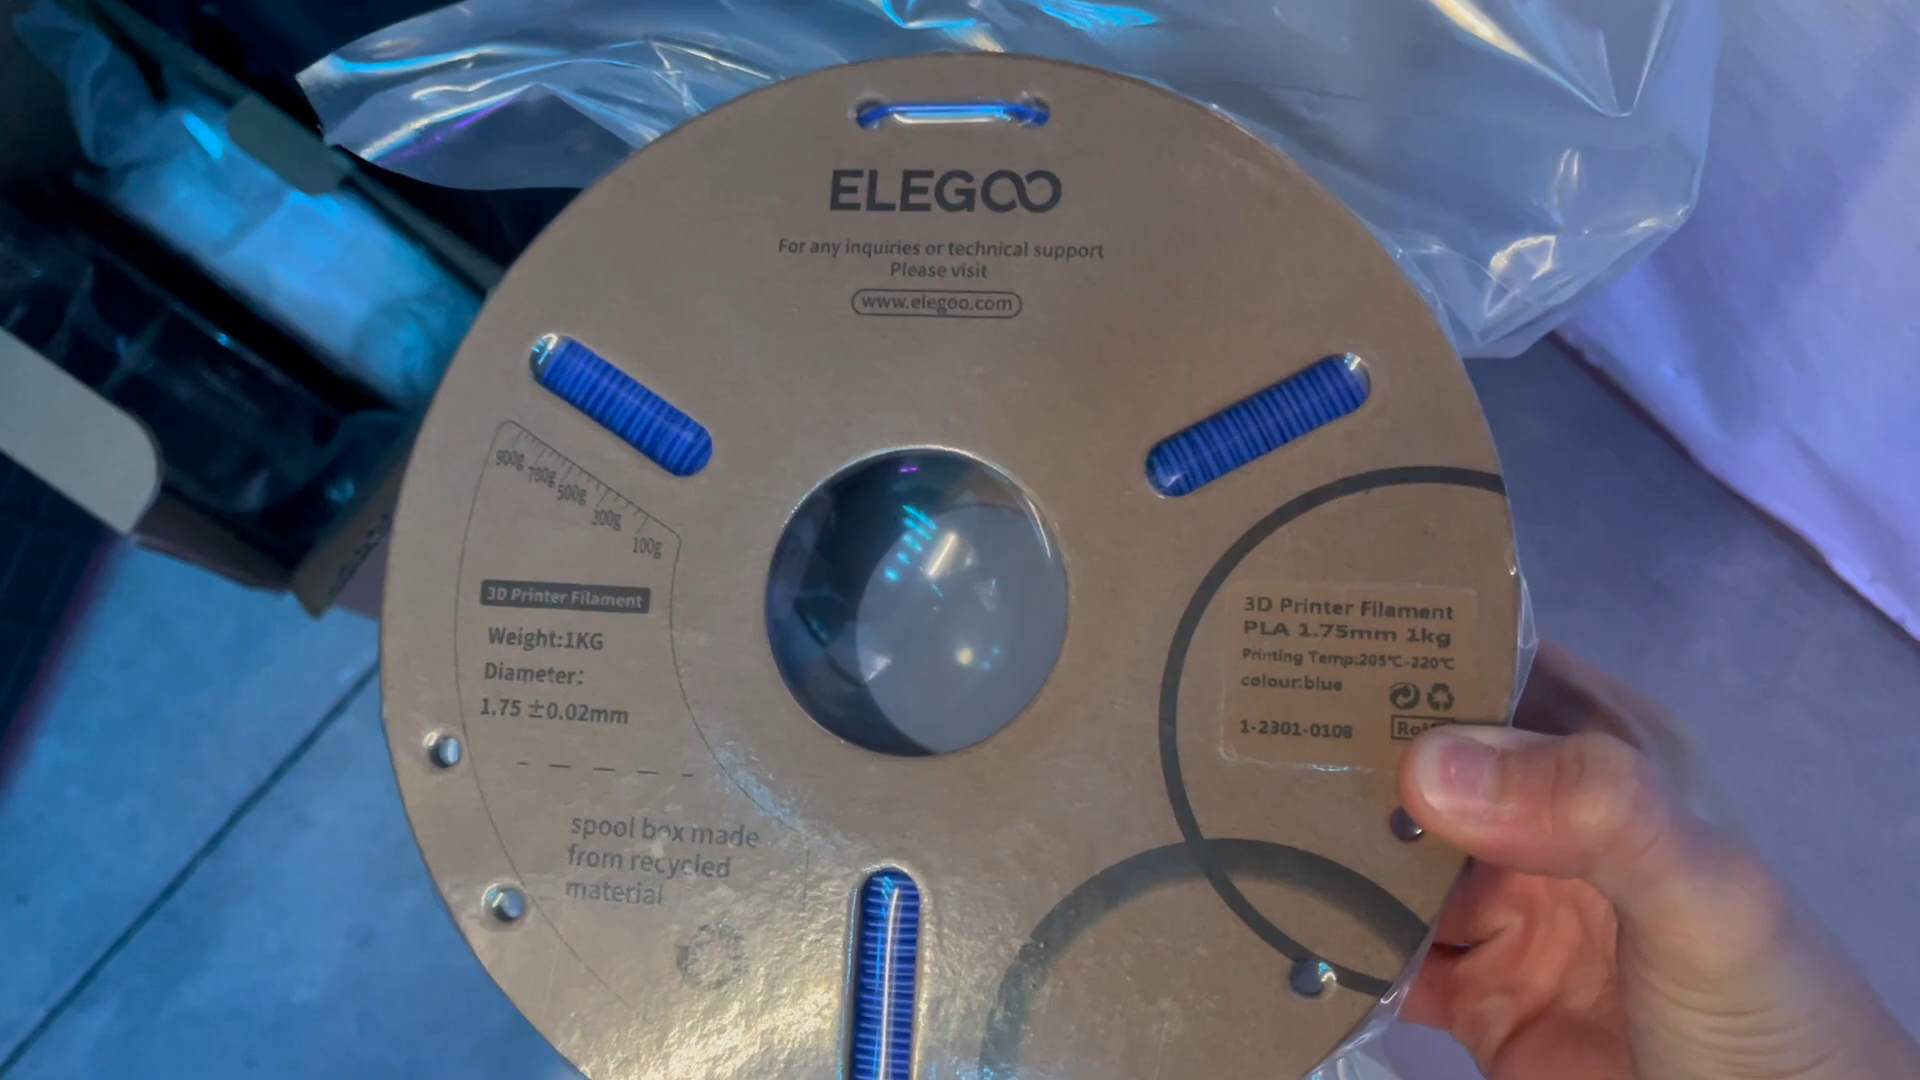 ELEGOO
For any inquiries or technical support
Please visit
www.elegoo.com
900g
700g
500g
300g
100g
3D Printer Filament
Weight:1KG
Diameter:
1.75 ±0.02mm
spool box made
from recycled
material
3D Printer Filament
PLA 1.75mm 1kg
Printing Temp:205℃-220℃
colour:blue
1-2301-0108